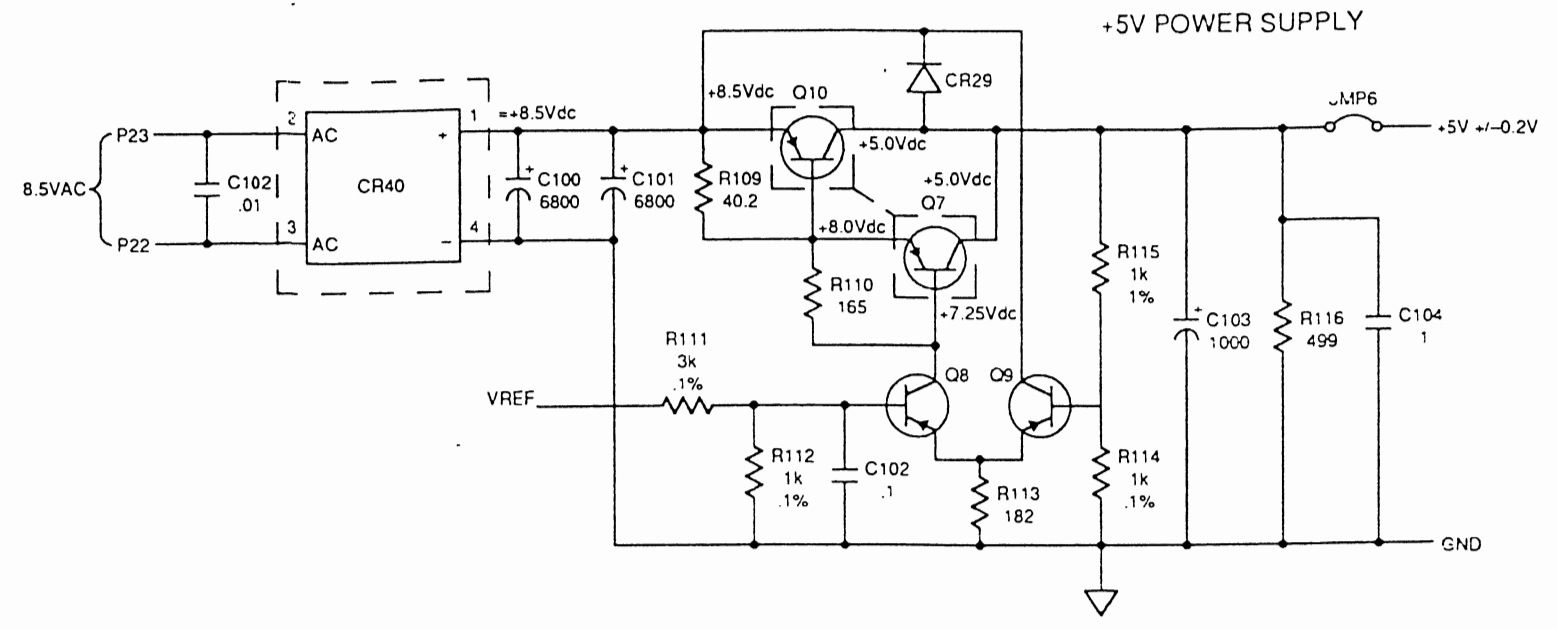 +5V POWER SUPPLY
8.5VAC
P23
P22
C102
.01
2
3
AC
AC
CR40
+
−
1
4
=+8.5Vdc
+
C100
6800
+
C101
6800
+8.5Vdc
Q10
R109
40.2
CR29
+5.0Vdc
+5.0Vdc
Q7
+8.0Vdc
R110
165
+7.25Vdc
R111
3k
.1%
VREF
R112
1k
.1%
C102
.1
Q8
Q9
R113
182
R115
1k
1%
R114
1k
.1%
+
C103
1000
R116
499
C104
1
MP6
+5V +/−0.2V
GND